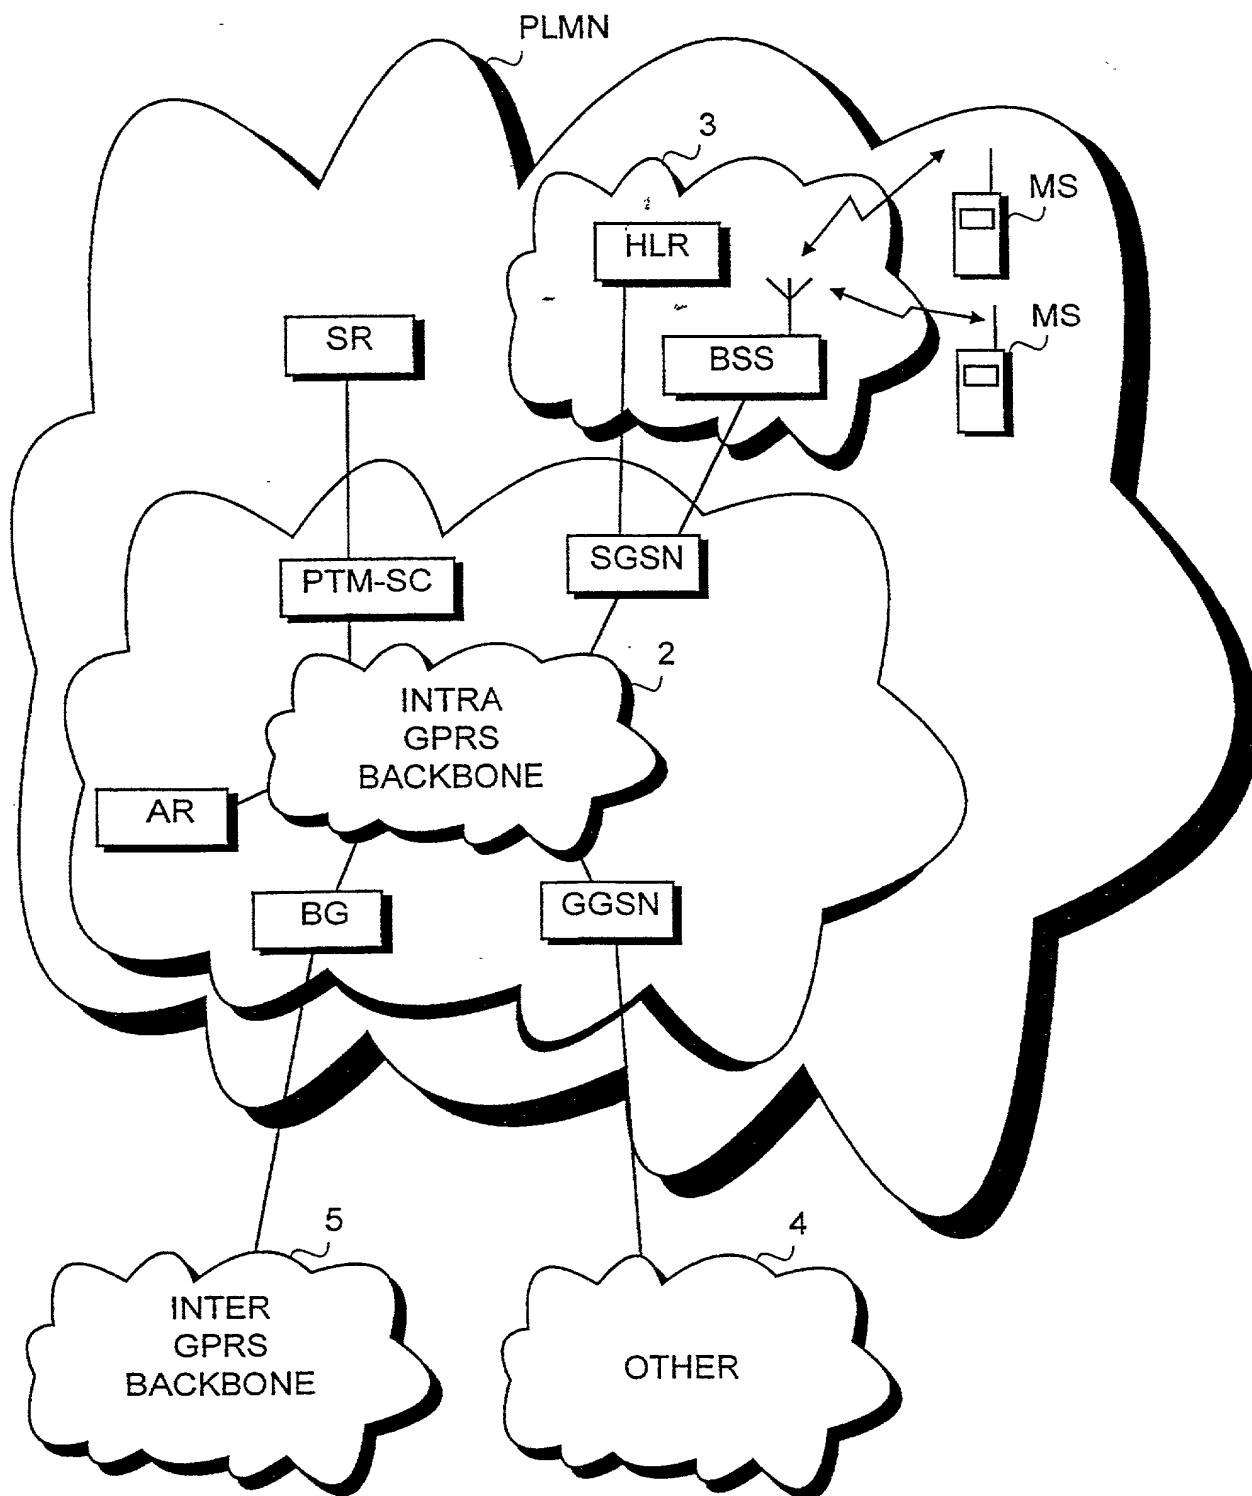 PLMN
3
MS
HLR
MS
SR
BSS
PTM-SC
SGSN
2
INTRA
GPRS
BACKBONE
AR
BG
GGSN
5
4
INTER
GPRS
BACKBONE
OTHER